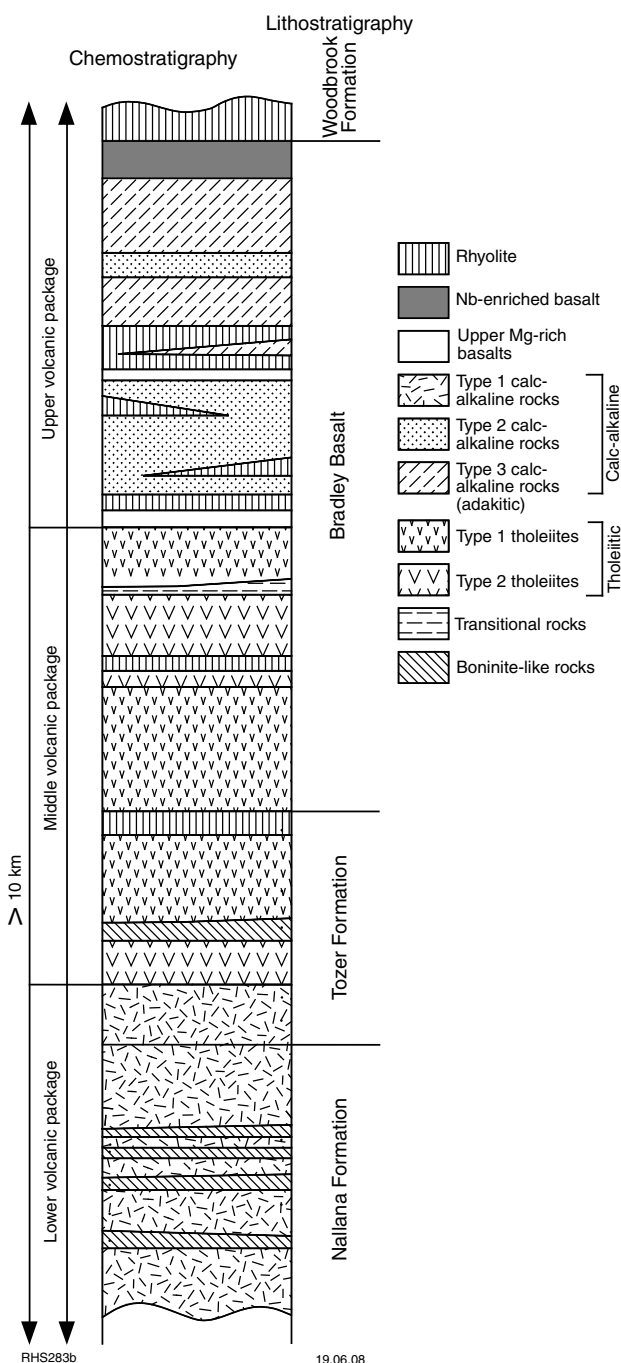 Lithostratigraphy
Chemostratigraphy
Woodbrook
Formation
Upper volcanic package
Bradley Basalt
Middle volcanic package
> 10 km
Tozer Formation
Lower volcanic package
Nallana Formation
Rhyolite
Nb-enriched basalt
Upper Mg-rich
basalts
Type 1 calc-
alkaline rocks
Type 2 calc-
alkaline rocks
Type 3 calc-
alkaline rocks
(adakitic)
Calc-alkaline
Type 1 tholeiites
Type 2 tholeiites
Tholeiitic
Transitional rocks
Boninite-like rocks
RHS283b
19.06.08